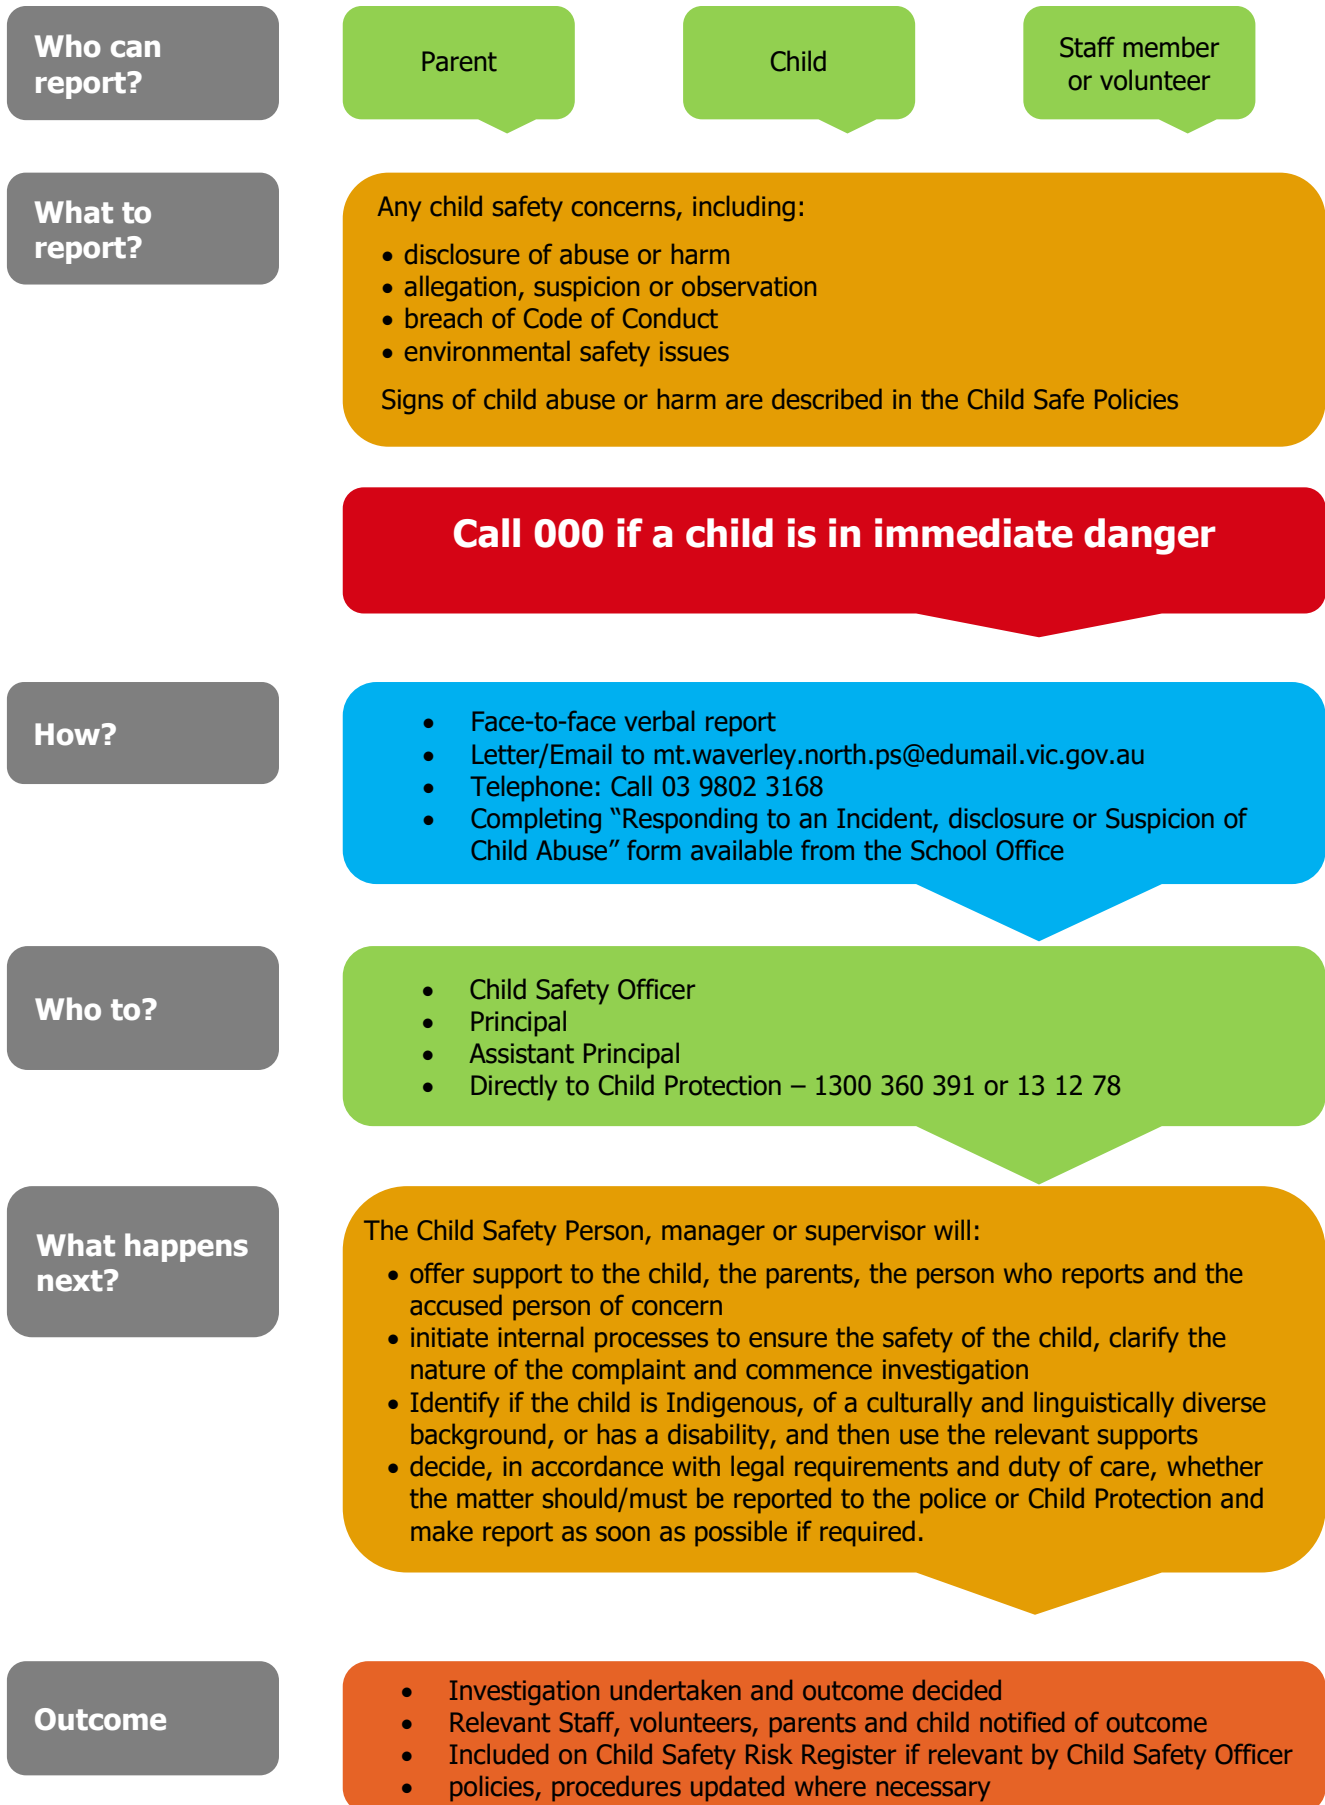 Who can
report?
Parent
Child
Staff member
or volunteer
What to
report?
Any child safety concerns, including:
• disclosure of abuse or harm
• allegation, suspicion or observation
• breach of Code of Conduct
• environmental safety issues
Signs of child abuse or harm are described in the Child Safe Policies
Call 000 if a child is in immediate danger
How?
• Face-to-face verbal report
• Letter/Email to mt.waverley.north.ps@edumail.vic.gov.au
• Telephone: Call 03 9802 3168
• Completing “Responding to an Incident, disclosure or Suspicion of
Child Abuse” form available from the School Office
Who to?
• Child Safety Officer
• Principal
• Assistant Principal
• Directly to Child Protection – 1300 360 391 or 13 12 78
What happens
next?
The Child Safety Person, manager or supervisor will:
• offer support to the child, the parents, the person who reports and the
accused person of concern
• initiate internal processes to ensure the safety of the child, clarify the
nature of the complaint and commence investigation
• Identify if the child is Indigenous, of a culturally and linguistically diverse
background, or has a disability, and then use the relevant supports
• decide, in accordance with legal requirements and duty of care, whether
the matter should/must be reported to the police or Child Protection and
make report as soon as possible if required.
Outcome
• Investigation undertaken and outcome decided
• Relevant Staff, volunteers, parents and child notified of outcome
• Included on Child Safety Risk Register if relevant by Child Safety Officer
• policies, procedures updated where necessary